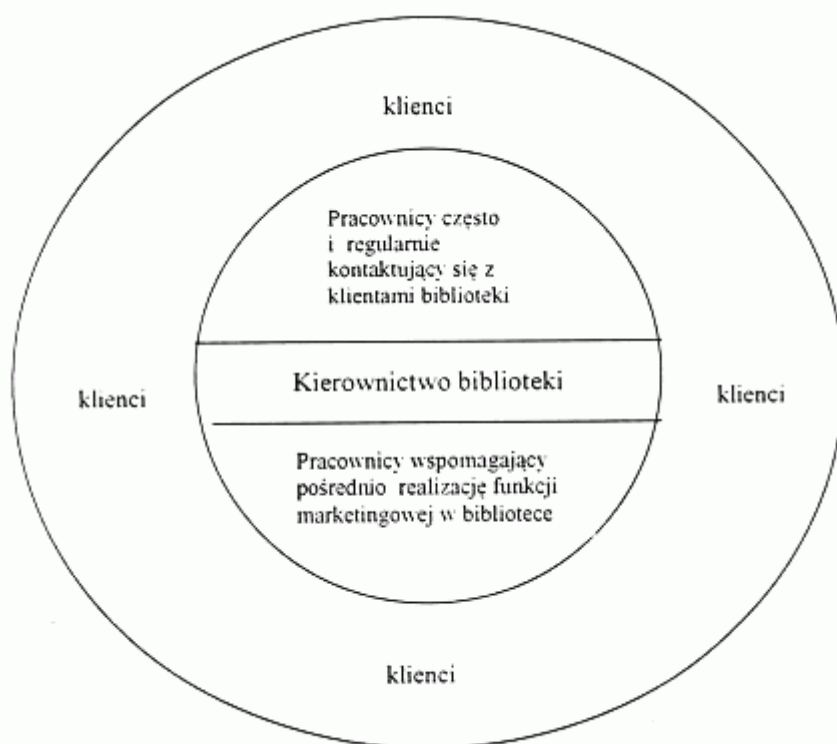 klienci
Pracownicy często
i regularnie
kontaktujący się z
klientami biblioteki
klienci
Kierownictwo biblioteki
klienci
Pracownicy wspomagający
pośrednio realizację funkcji
marketingowej w bibliotece
klienci